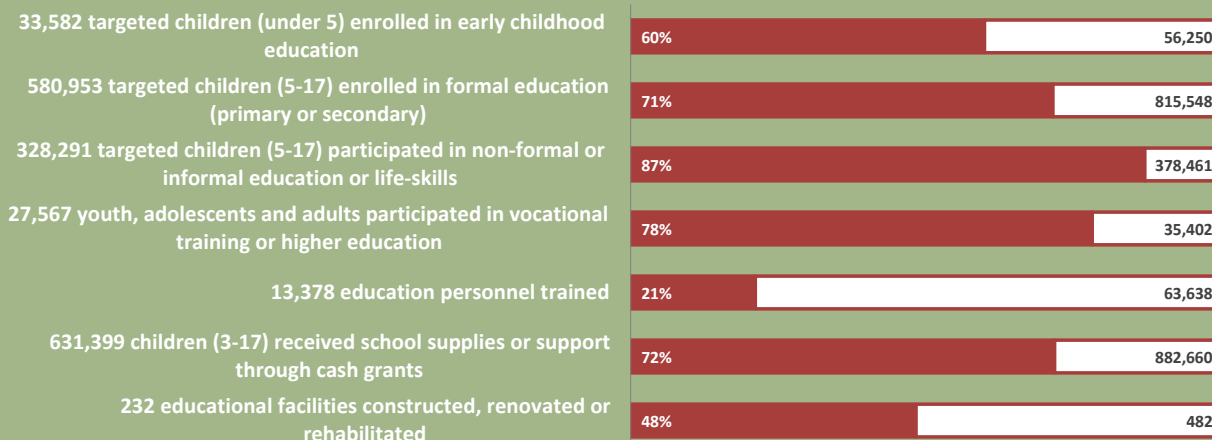 33,582 targeted children (under 5) enrolled in early childhood
education
60%
56,250
580,953 targeted children (5-17) enrolled in formal education
(primary or secondary)
71%
815,548
328,291 targeted children (5-17) participated in non-formal or
informal education or life-skills
87%
378,461
27,567 youth, adolescents and adults participated in vocational
training or higher education
78%
35,402
13,378 education personnel trained
21%
63,638
631,399 children (3-17) received school supplies or support
through cash grants
72%
882,660
232 educational facilities constructed, renovated or
rehabilitated
48%
482